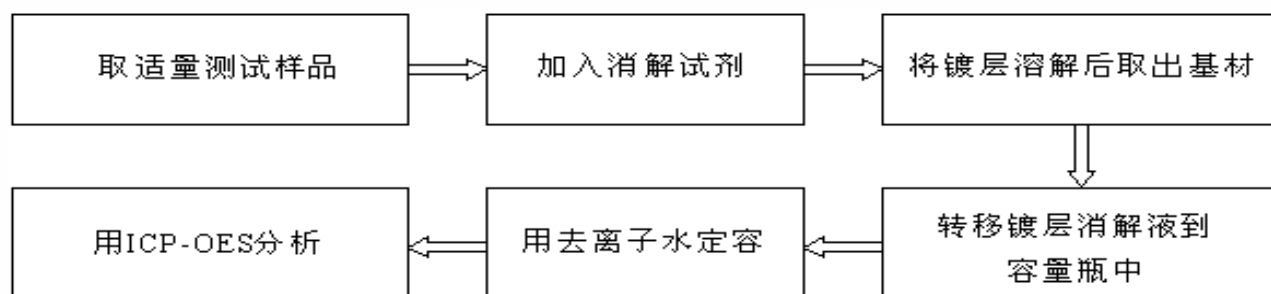 取适量测试样品
加入消解试剂
将镀层溶解后取出基材
转移镀层消解液到
容量瓶中
用去离子水定容
用ICP-OES分析